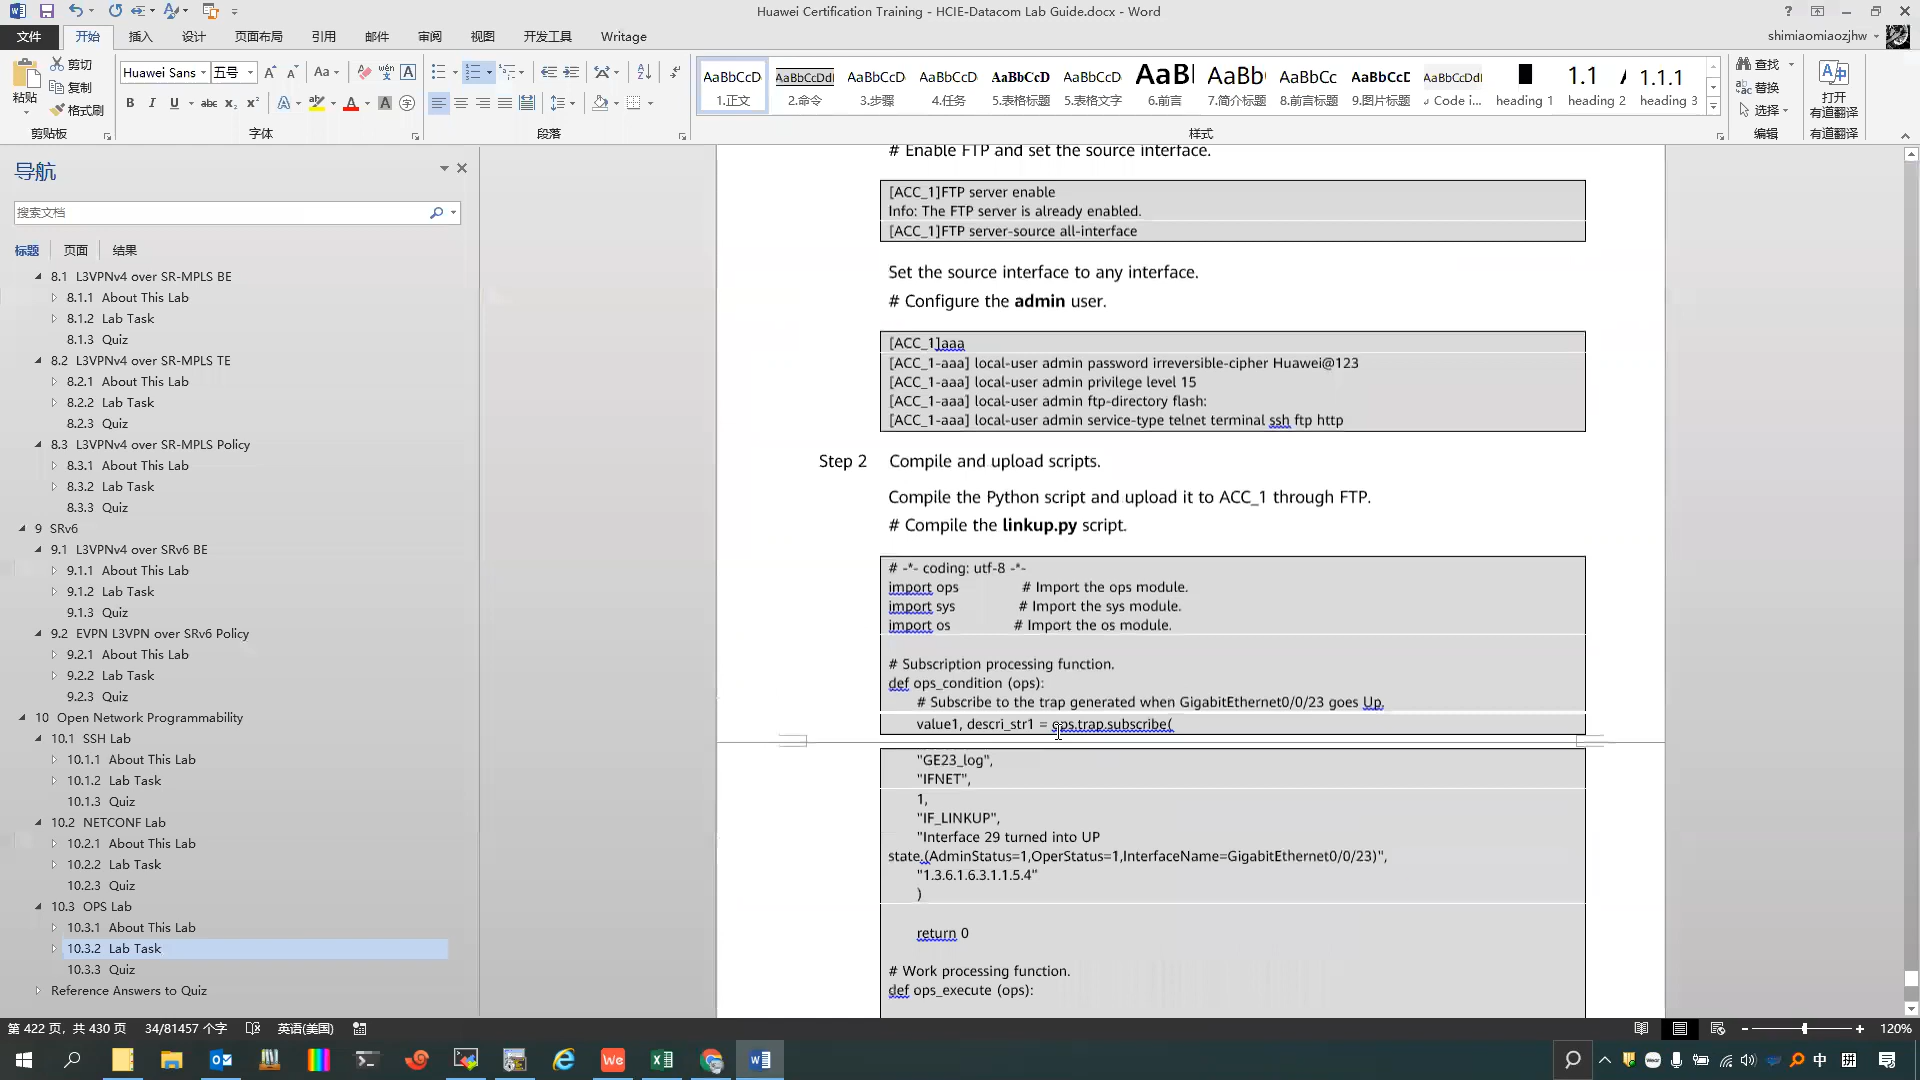 Huawei Certification Training - HCIE-Datacom Lab Guide.docx - Word
文件 开始 插入 设计 页面布局 引用 邮件 审阅 视图 开发工具 Writage
shimiaomiaozjhw
粘贴
剪切
复制
格式刷
剪贴板
Huawei Sans 五号
字体
段落
AaBbCcD 1.正文
AaBbCcDd 2.命令
AaBbCcD 3.步骤
AaBbCcD 4.任务
AaBbCcD 5.表格标题
AaBbCcD 5.表格文字
AaBl 6.前言
AaBb 7.简介标题
AaBbCc 8.前言标题
AaBbCcC 9.图片标题
AaBbCcDdI Code i...
heading 1
1.1 heading 2
1.1.1 heading 3
样式
查找
替换
选择
编辑
打开
有道翻译
有道翻译
导航
搜索文档
标题 页面 结果
8.1 L3VPNv4 over SR-MPLS BE
8.1.1 About This Lab
8.1.2 Lab Task
8.1.3 Quiz
8.2 L3VPNv4 over SR-MPLS TE
8.2.1 About This Lab
8.2.2 Lab Task
8.2.3 Quiz
8.3 L3VPNv4 over SR-MPLS Policy
8.3.1 About This Lab
8.3.2 Lab Task
8.3.3 Quiz
9 SRv6
9.1 L3VPNv4 over SRv6 BE
9.1.1 About This Lab
9.1.2 Lab Task
9.1.3 Quiz
9.2 EVPN L3VPN over SRv6 Policy
9.2.1 About This Lab
9.2.2 Lab Task
9.2.3 Quiz
10 Open Network Programmability
10.1 SSH Lab
10.1.1 About This Lab
10.1.2 Lab Task
10.1.3 Quiz
10.2 NETCONF Lab
10.2.1 About This Lab
10.2.2 Lab Task
10.2.3 Quiz
10.3 OPS Lab
10.3.1 About This Lab
10.3.2 Lab Task
10.3.3 Quiz
Reference Answers to Quiz
# Enable FTP and set the source interface.
[ACC_1]FTP server enable
Info: The FTP server is already enabled.
[ACC_1]FTP server-source all-interface
Set the source interface to any interface.
# Configure the admin user.
[ACC_1]aaa
[ACC_1-aaa] local-user admin password irreversible-cipher Huawei@123
[ACC_1-aaa] local-user admin privilege level 15
[ACC_1-aaa] local-user admin ftp-directory flash:
[ACC_1-aaa] local-user admin service-type telnet terminal ssh ftp http
Step 2 Compile and upload scripts.
Compile the Python script and upload it to ACC_1 through FTP.
# Compile the linkup.py script.
# -*- coding: utf-8 -*-
import ops # Import the ops module.
import sys # Import the sys module.
import os # Import the os module.
# Subscription processing function.
def ops_condition (ops):
# Subscribe to the trap generated when GigabitEthernet0/0/23 goes Up.
value1, descri_str1 = ops.trap.subscribe(
"GE23_log",
"IFNET",
1,
"IF_LINKUP",
"Interface 29 turned into UP
state.(AdminStatus=1,OperStatus=1,InterfaceName=GigabitEthernet0/0/23)",
"1.3.6.1.6.3.1.1.5.4"
)
return 0
# Work processing function.
def ops_execute (ops):
第 422 页，共 430 页 34/81457 个字 英语(美国) 120%
We
中
拼